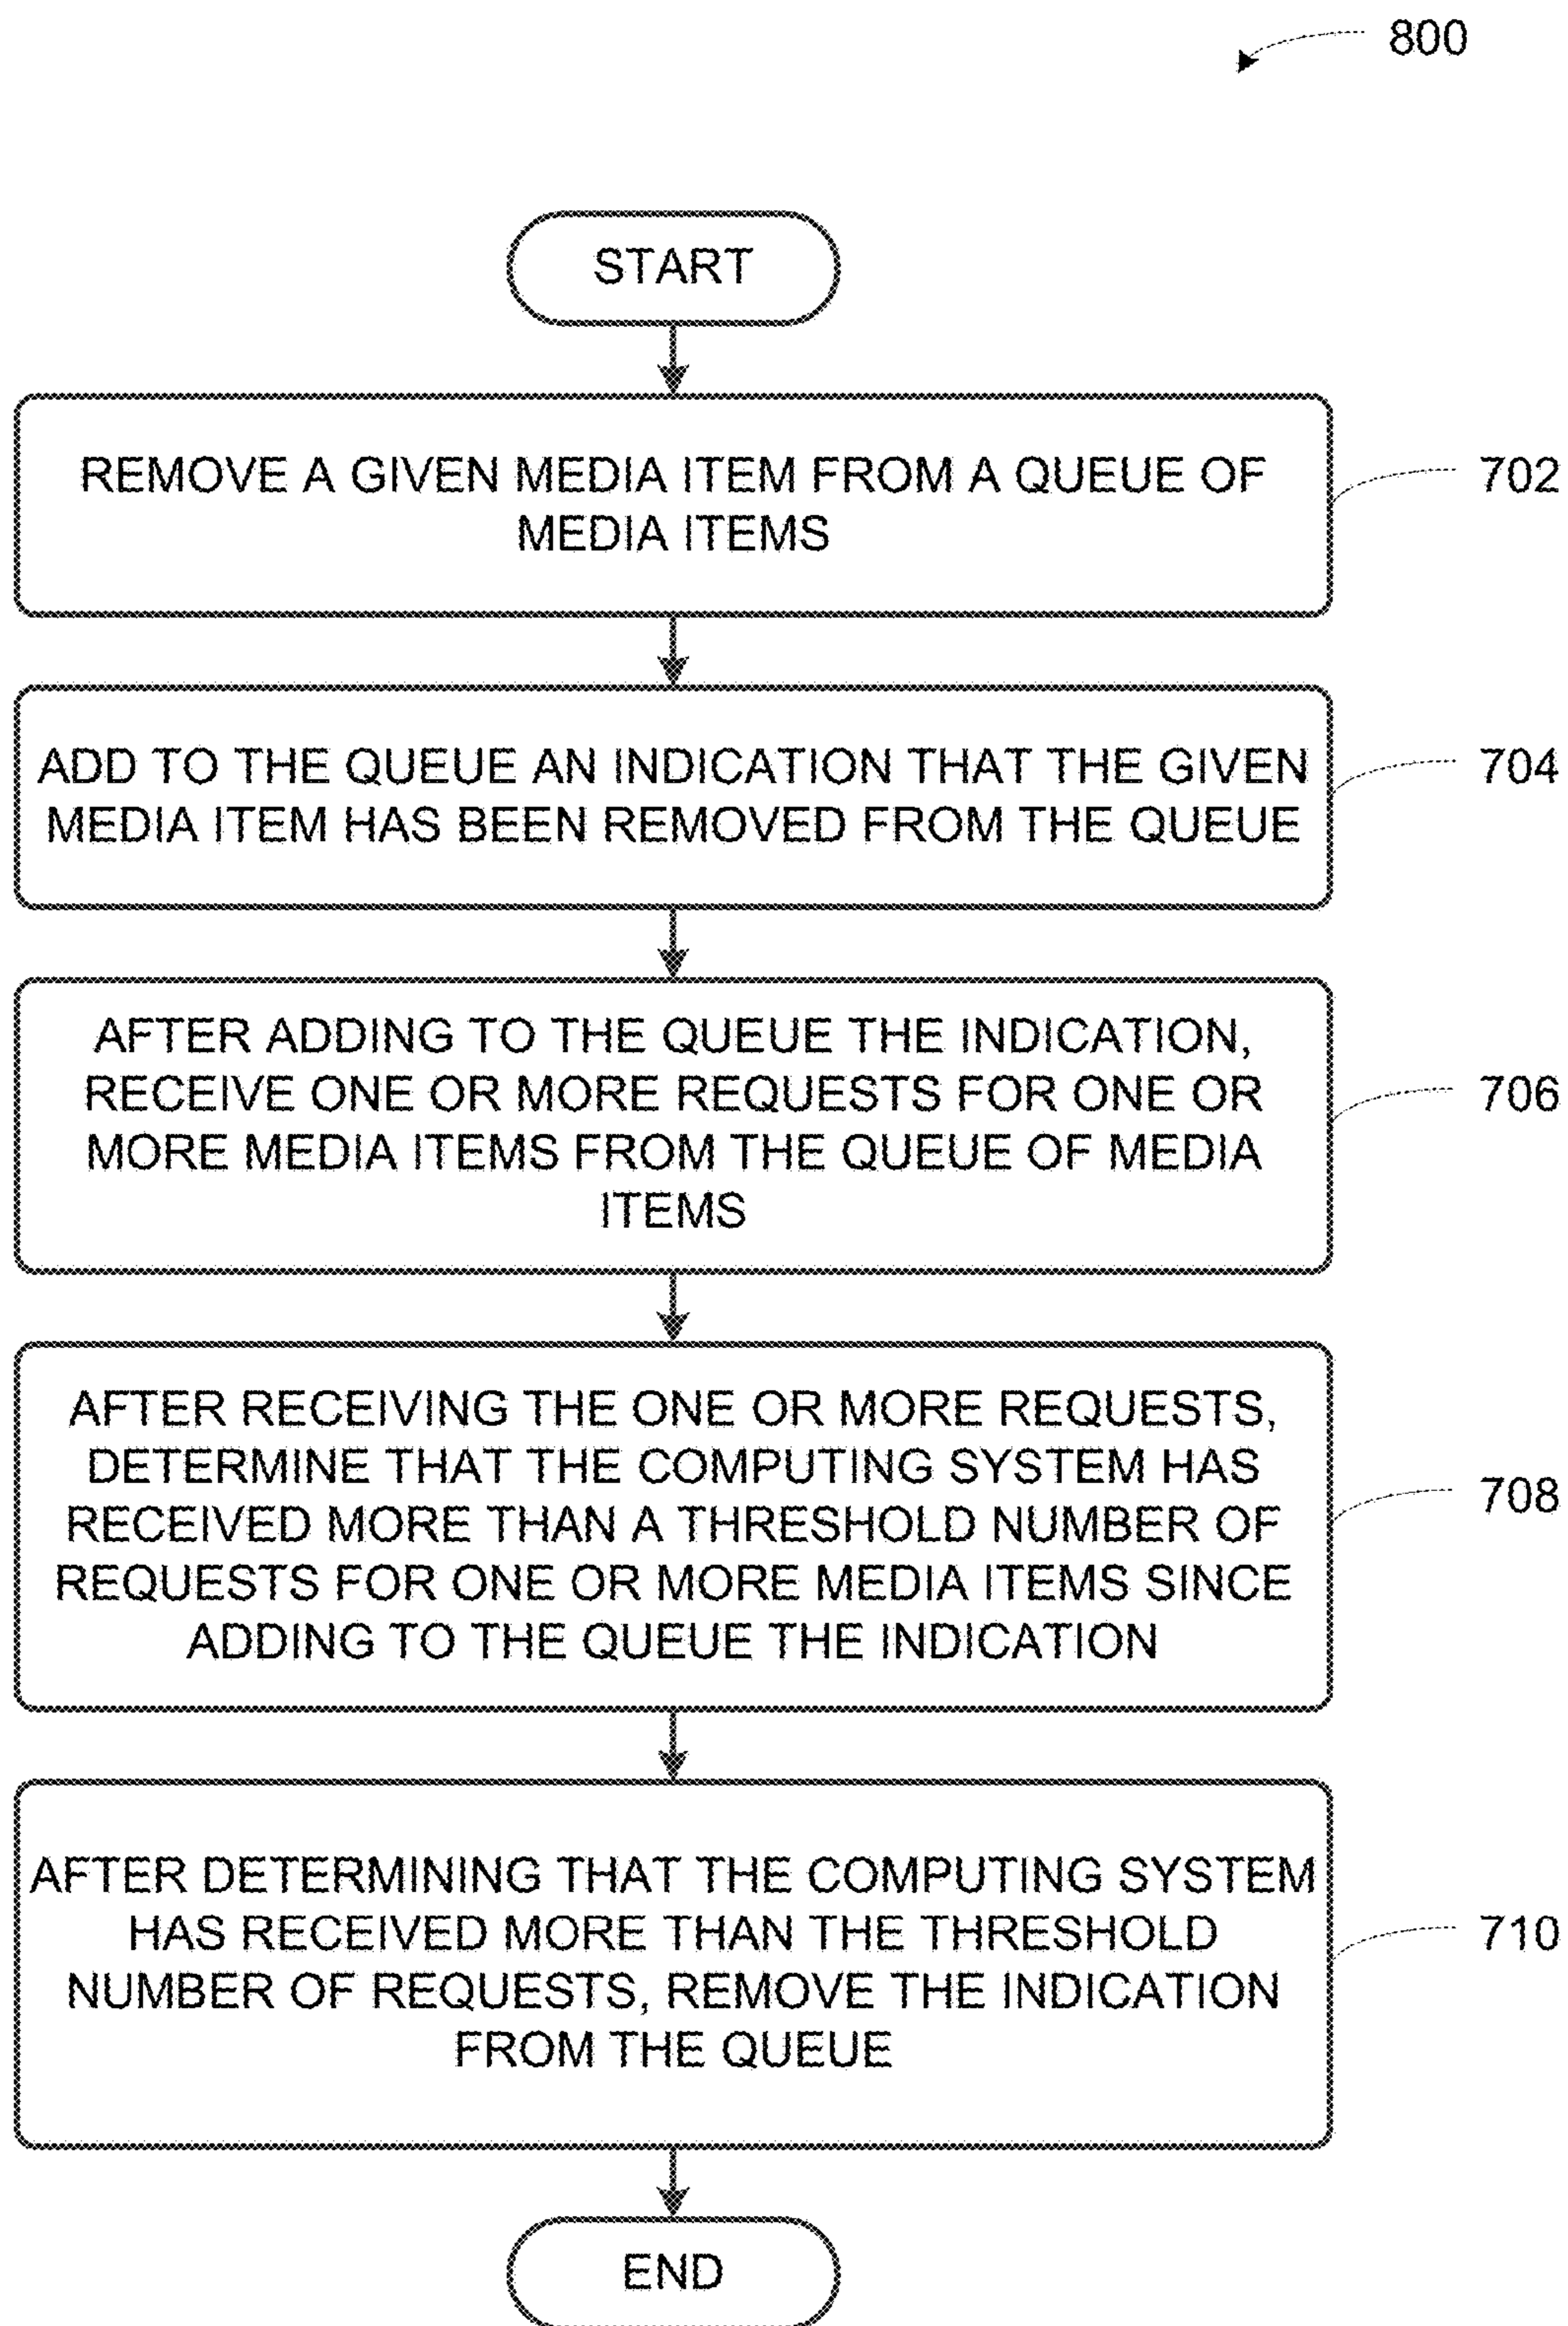 800
START
REMOVE A GIVEN MEDIA ITEM FROM A QUEUE OF
MEDIA ITEMS
702
ADD TO THE QUEUE AN INDICATION THAT THE GIVEN
MEDIA ITEM HAS BEEN REMOVED FROM THE QUEUE
704
AFTER ADDING TO THE QUEUE THE INDICATION,
RECEIVE ONE OR MORE REQUESTS FOR ONE OR
MORE MEDIA ITEMS FROM THE QUEUE OF MEDIA
ITEMS
706
AFTER RECEIVING THE ONE OR MORE REQUESTS,
DETERMINE THAT THE COMPUTING SYSTEM HAS
RECEIVED MORE THAN A THRESHOLD NUMBER OF
REQUESTS FOR ONE OR MORE MEDIA ITEMS SINCE
ADDING TO THE QUEUE THE INDICATION
708
AFTER DETERMINING THAT THE COMPUTING SYSTEM
HAS RECEIVED MORE THAN THE THRESHOLD
NUMBER OF REQUESTS, REMOVE THE INDICATION
FROM THE QUEUE
710
END